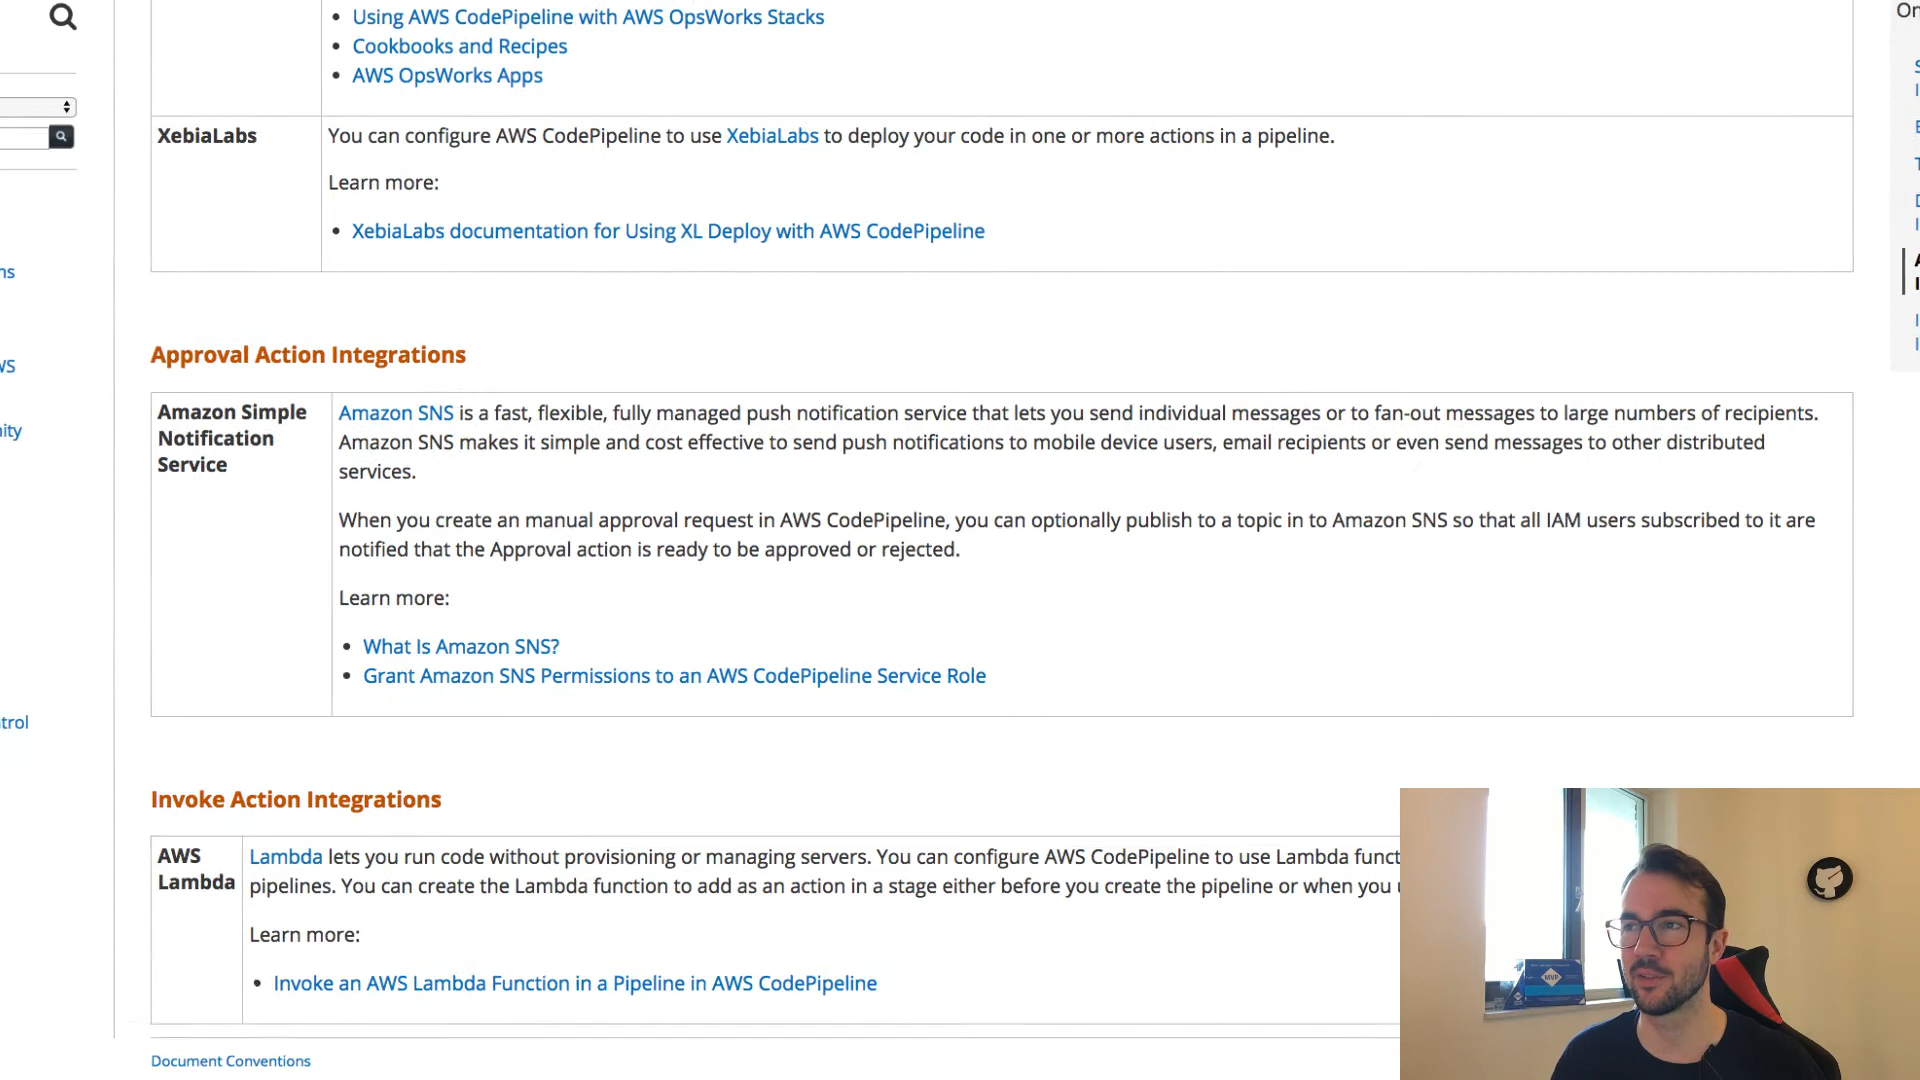 Using AWS CodePipeline with AWS OpsWorks Stacks
Cookbooks and Recipes
AWS OpsWorks Apps
XebiaLabs
You can configure AWS CodePipeline to use XebiaLabs to deploy your code in one or more actions in a pipeline.
Learn more:
XebiaLabs documentation for Using XL Deploy with AWS CodePipeline
ns
WS
ity
trol
Approval Action Integrations
Amazon Simple
Notification
Service
Amazon SNS is a fast, flexible, fully managed push notification service that lets you send individual messages or to fan-out messages to large numbers of recipients.
Amazon SNS makes it simple and cost effective to send push notifications to mobile device users, email recipients or even send messages to other distributed
services.
When you create an manual approval request in AWS CodePipeline, you can optionally publish to a topic in to Amazon SNS so that all IAM users subscribed to it are
notified that the Approval action is ready to be approved or rejected.
Learn more:
What Is Amazon SNS?
Grant Amazon SNS Permissions to an AWS CodePipeline Service Role
Invoke Action Integrations
AWS
Lambda
Lambda lets you run code without provisioning or managing servers. You can configure AWS CodePipeline to use Lambda funct
pipelines. You can create the Lambda function to add as an action in a stage either before you create the pipeline or when you
Learn more:
Invoke an AWS Lambda Function in a Pipeline in AWS CodePipeline
Document Conventions
On
MVP